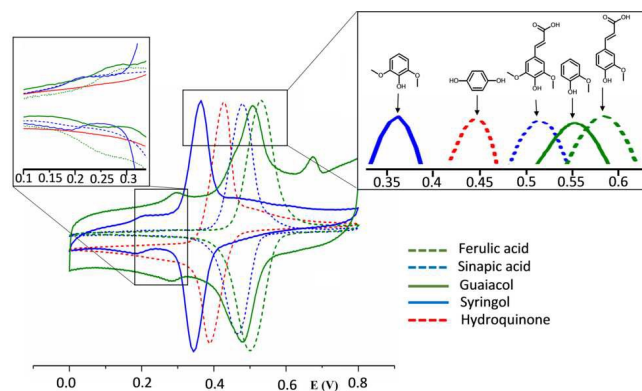 OH
O
O
OH
HO
OH
O
OH
O
O
OH
O
OH
O
OH
O
OH
O
0.1 0.15 0.2 0.25 0.3
0.35 0.4 0.45 0.5 0.55 0.6
Ferulic acid
Sinapic acid
Guaiacol
Syringol
Hydroquinone
0.0 0.2 0.4 0.6 0.8
E (V)